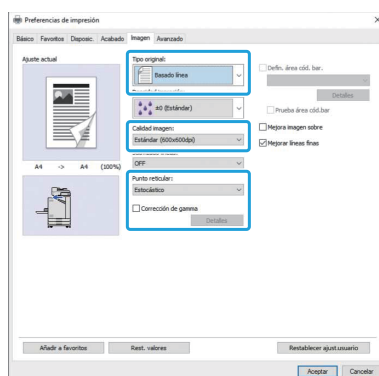 Preferencias de impresión
Básico Favoritos Disposic. Acabado Imagen Avanzado
Ajuste actual
A4 -> A4 (100%)
Tipo original:
Basado línea
±0 (Estándar)
Calidad imagen:
Estándar (600x600dpi)
OFF
Punto reticular:
Estocástico
Corrección de gamma
Detalles
Defin. área cód. bar.
Detalles
Prueba área cód.bar
Mejora imagen sobre
Mejorar líneas finas
Añadir a favoritos
Rest. valores
Restablecer ajust.usuario
Aceptar
Cancelar